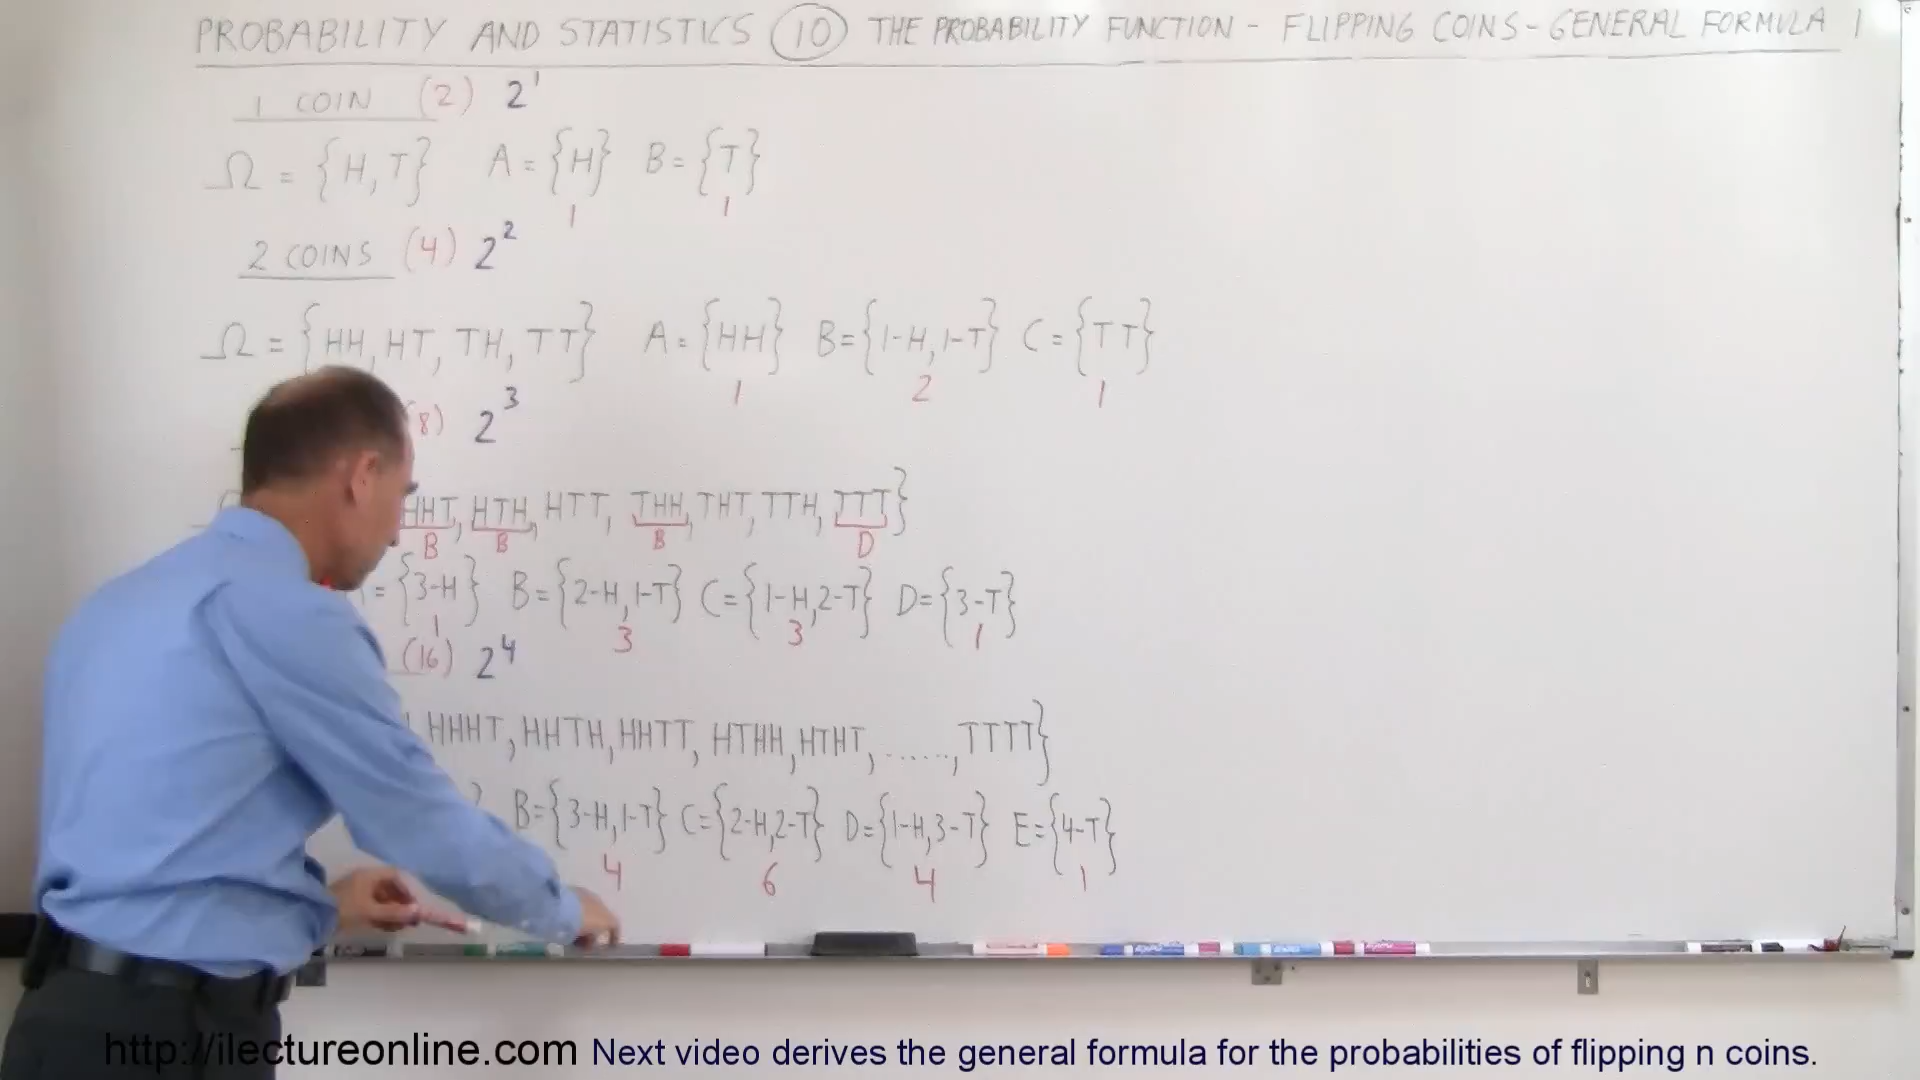 PROBABILITY AND STATISTICS 10 THE PROBABILITY FUNCTION - FLIPPING COINS - GENERAL FORMULA 1
1 COIN (2) 2¹
Ω = {H, T} A = {H} B = {T}
1 1
2 COINS (4) 2²
Ω = {HH, HT, TH, TT} A = {HH} B = {1-H, 1-T} C = {TT}
1 2 1
(8) 2³
HHT, HTH, HTT, THH, THT, TTH, TTT}
B B B D
= {3-H} B = {2-H, 1-T} C = {1-H, 2-T} D = {3-T}
1 3 3 1
(16) 2⁴
HHHT, HHTH, HHTT, HTHH, HTHT, ......, TTTT}
} B = {3-H, 1-T} C = {2-H, 2-T} D = {1-H, 3-T} E = {4-T}
4 6 4 1
http://ilectureonline.com Next video derives the general formula for the probabilities of flipping n coins.